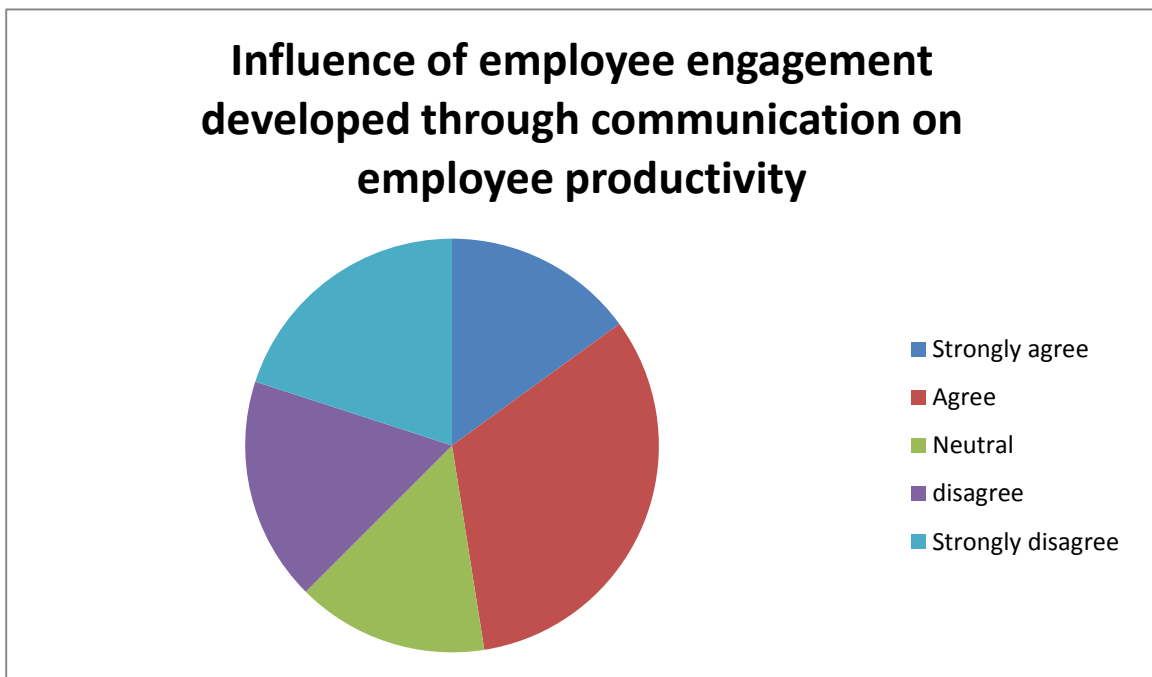 Influence of employee engagement
developed through communication on
employee productivity
Strongly agree
Agree
Neutral
disagree
Strongly disagree